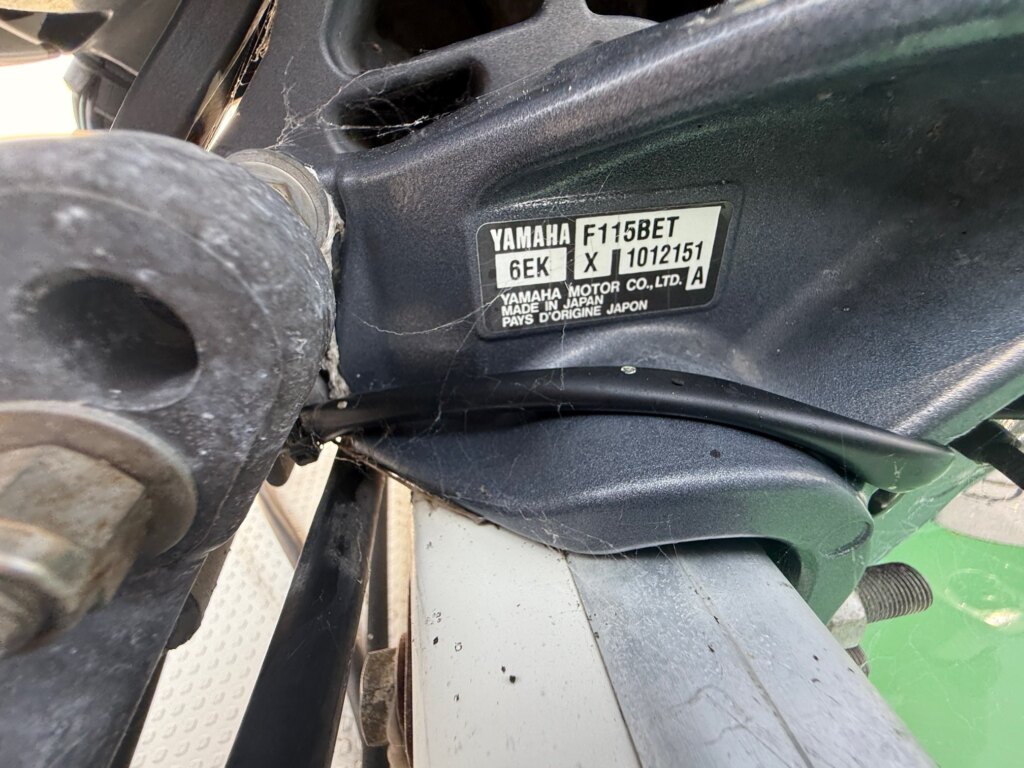 YAMAHA F115BET
6EK X 1012151
YAMAHA MOTOR CO.,LTD. A
MADE IN JAPAN
PAYS D'ORIGINE JAPON